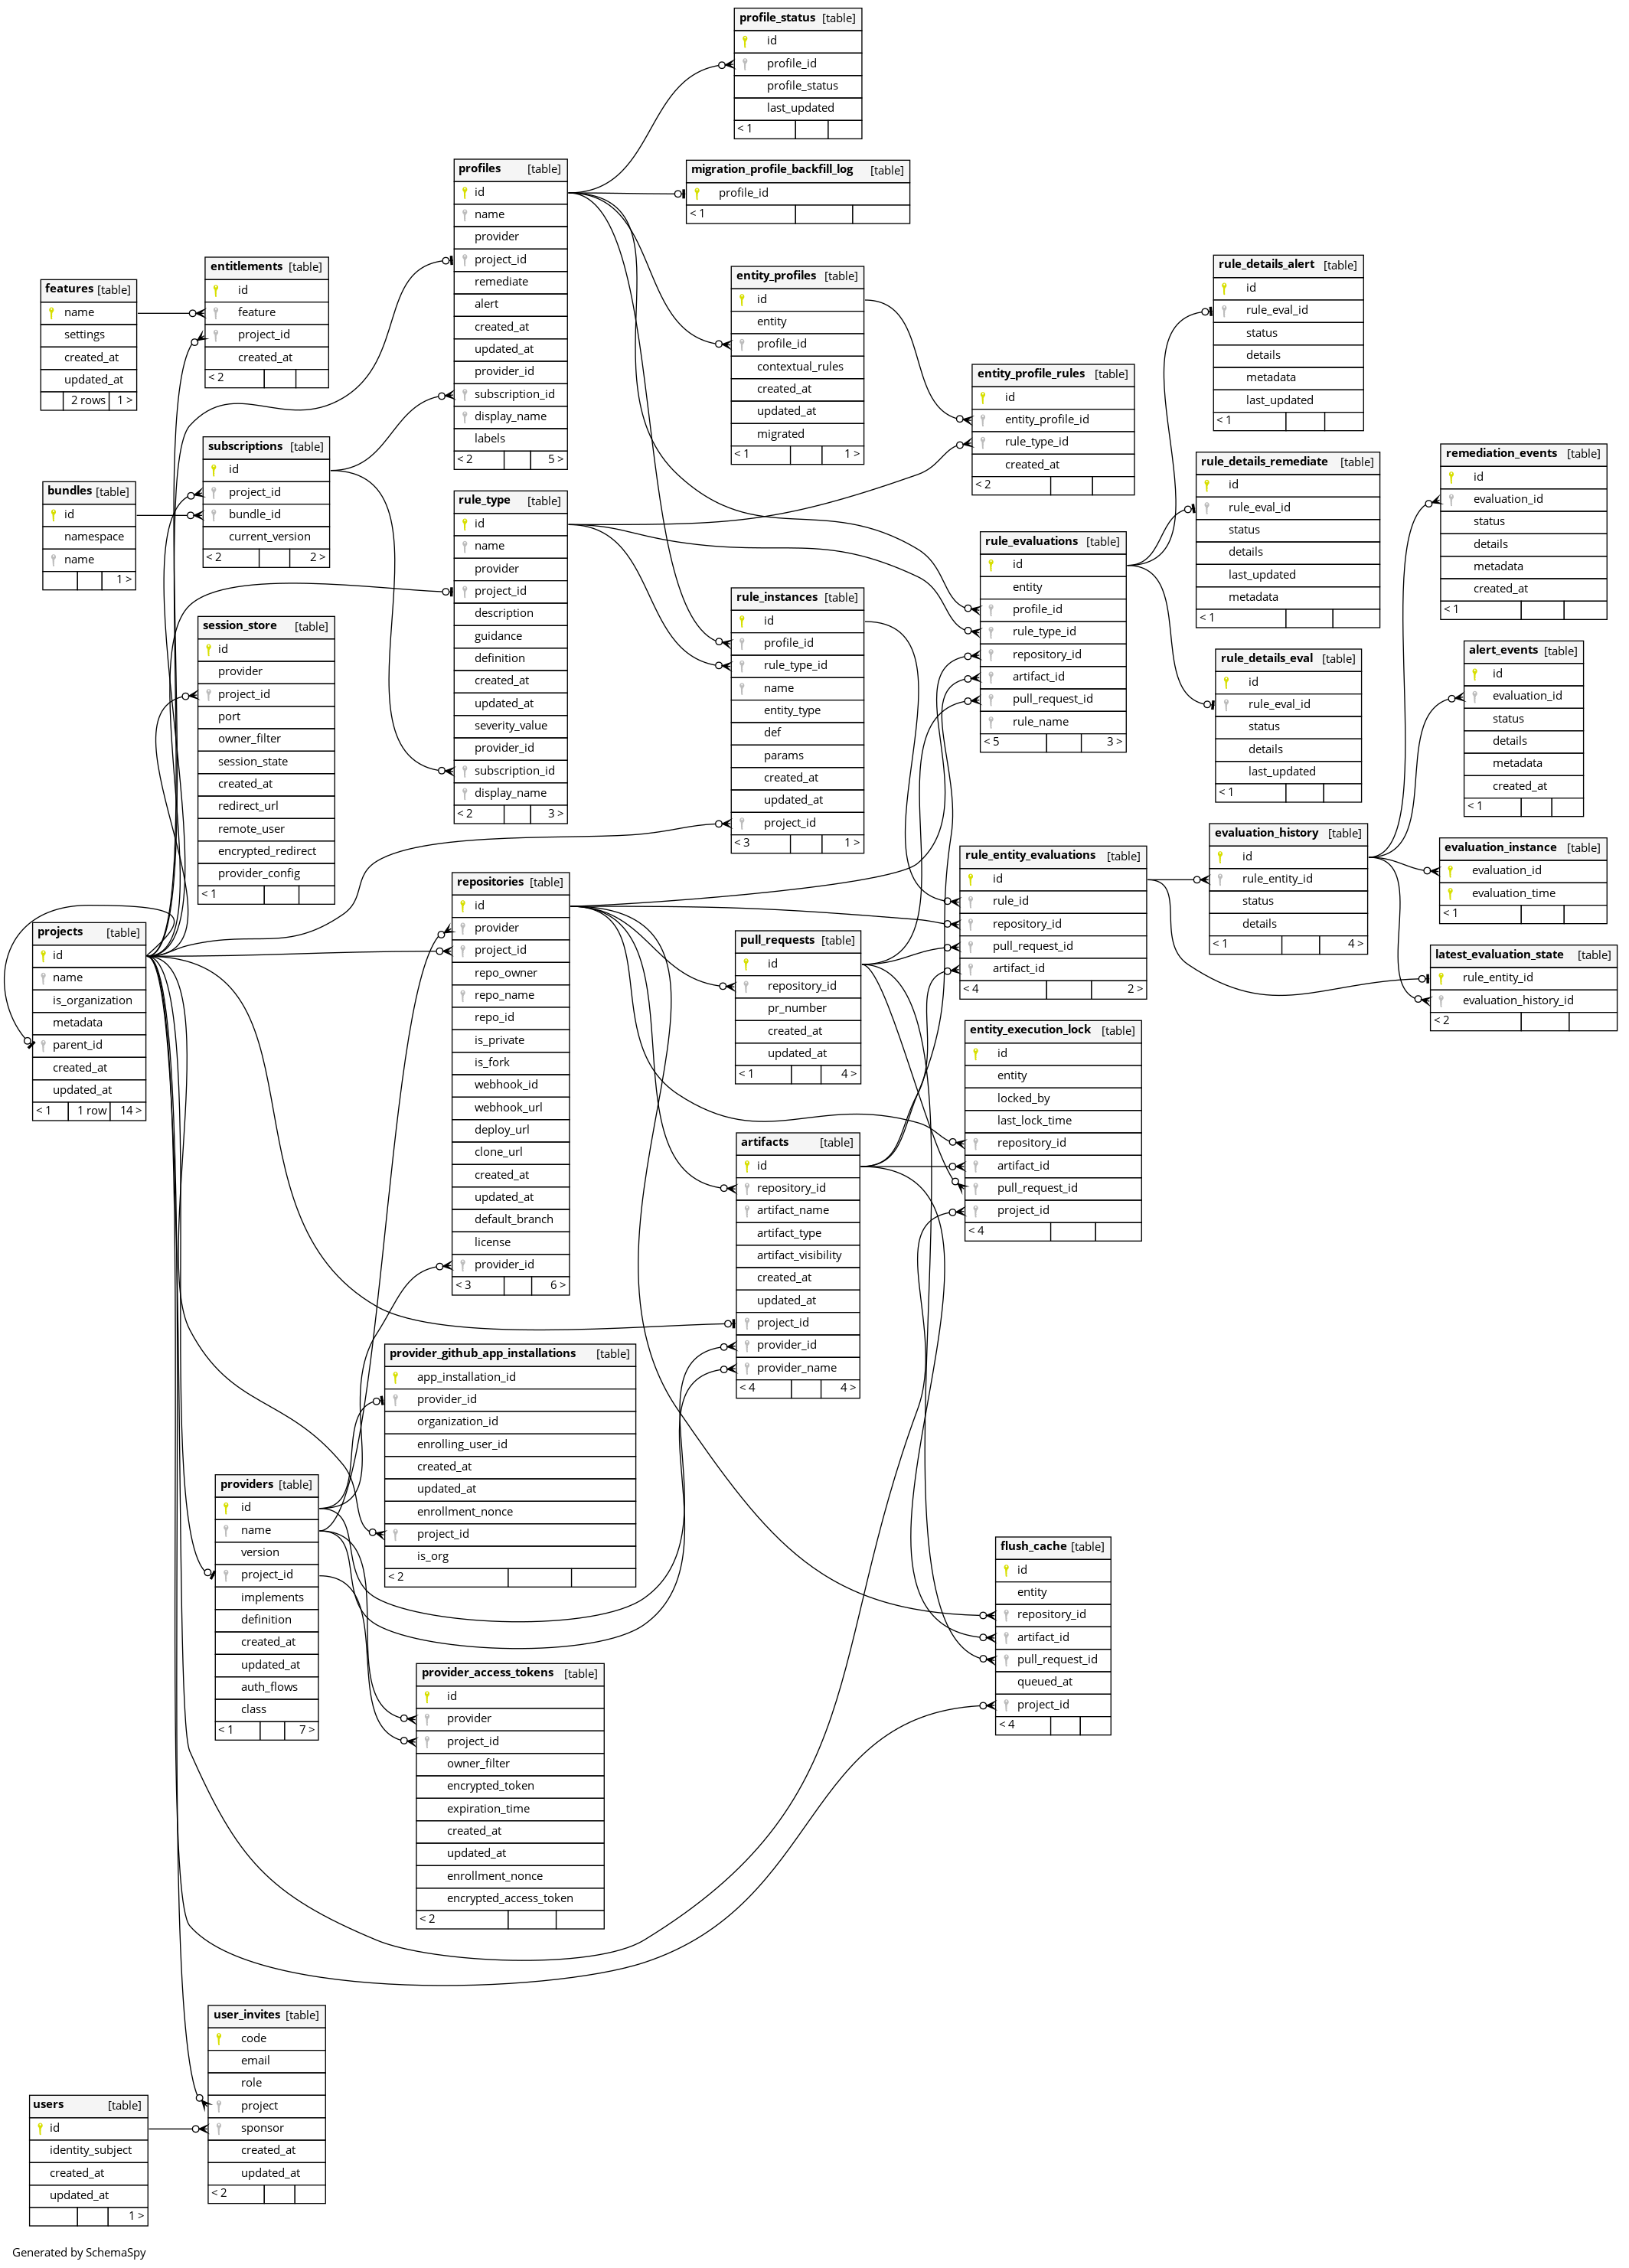 profile_status [table]
id
profile_id
profile_status
last_updated
< 1
profiles [table]
id
name
provider
project_id
remediate
alert
created_at
updated_at
provider_id
subscription_id
display_name
labels
< 2 5 >
migration_profile_backfill_log [table]
profile_id
< 1
features [table]
name
settings
created_at
updated_at
2 rows 1 >
entitlements [table]
id
feature
project_id
created_at
< 2
entity_profiles [table]
id
entity
profile_id
contextual_rules
created_at
updated_at
migrated
< 1 1 >
rule_details_alert [table]
id
rule_eval_id
status
details
metadata
last_updated
< 1
entity_profile_rules [table]
id
entity_profile_id
rule_type_id
created_at
< 2
subscriptions [table]
id
project_id
bundle_id
current_version
< 2 2 >
bundles [table]
id
namespace
name
1 >
rule_type [table]
id
name
provider
project_id
description
guidance
definition
created_at
updated_at
severity_value
provider_id
subscription_id
display_name
< 2 3 >
rule_details_remediate [table]
id
rule_eval_id
status
details
last_updated
metadata
< 1
remediation_events [table]
id
evaluation_id
status
details
metadata
created_at
< 1
rule_evaluations [table]
id
entity
profile_id
rule_type_id
repository_id
artifact_id
pull_request_id
rule_name
< 5 3 >
rule_instances [table]
id
profile_id
rule_type_id
name
entity_type
def
params
created_at
updated_at
project_id
< 3 1 >
session_store [table]
id
provider
project_id
port
owner_filter
session_state
created_at
redirect_url
remote_user
encrypted_redirect
provider_config
< 1
rule_details_eval [table]
id
rule_eval_id
status
details
last_updated
< 1
alert_events [table]
id
evaluation_id
status
details
metadata
created_at
< 1
evaluation_history [table]
id
rule_entity_id
status
details
< 1 4 >
evaluation_instance [table]
evaluation_id
evaluation_time
< 1
rule_entity_evaluations [table]
id
rule_id
repository_id
pull_request_id
artifact_id
< 4 2 >
latest_evaluation_state [table]
rule_entity_id
evaluation_history_id
< 2
repositories [table]
id
provider
project_id
repo_owner
repo_name
repo_id
is_private
is_fork
webhook_id
webhook_url
deploy_url
clone_url
created_at
updated_at
default_branch
license
provider_id
< 3 6 >
projects [table]
id
name
is_organization
metadata
parent_id
created_at
updated_at
< 1 1 row 14 >
pull_requests [table]
id
repository_id
pr_number
created_at
updated_at
< 1 4 >
entity_execution_lock [table]
id
entity
locked_by
last_lock_time
repository_id
artifact_id
pull_request_id
project_id
< 4
artifacts [table]
id
repository_id
artifact_name
artifact_type
artifact_visibility
created_at
updated_at
project_id
provider_id
provider_name
< 4 4 >
provider_github_app_installations [table]
app_installation_id
provider_id
organization_id
enrolling_user_id
created_at
updated_at
enrollment_nonce
project_id
is_org
< 2
providers [table]
id
name
version
project_id
implements
definition
created_at
updated_at
auth_flows
class
< 1 7 >
flush_cache [table]
id
entity
repository_id
artifact_id
pull_request_id
queued_at
project_id
< 4
provider_access_tokens [table]
id
provider
project_id
owner_filter
encrypted_token
expiration_time
created_at
updated_at
enrollment_nonce
encrypted_access_token
< 2
user_invites [table]
code
email
role
project
sponsor
created_at
updated_at
< 2
users [table]
id
identity_subject
created_at
updated_at
1 >
Generated by SchemaSpy